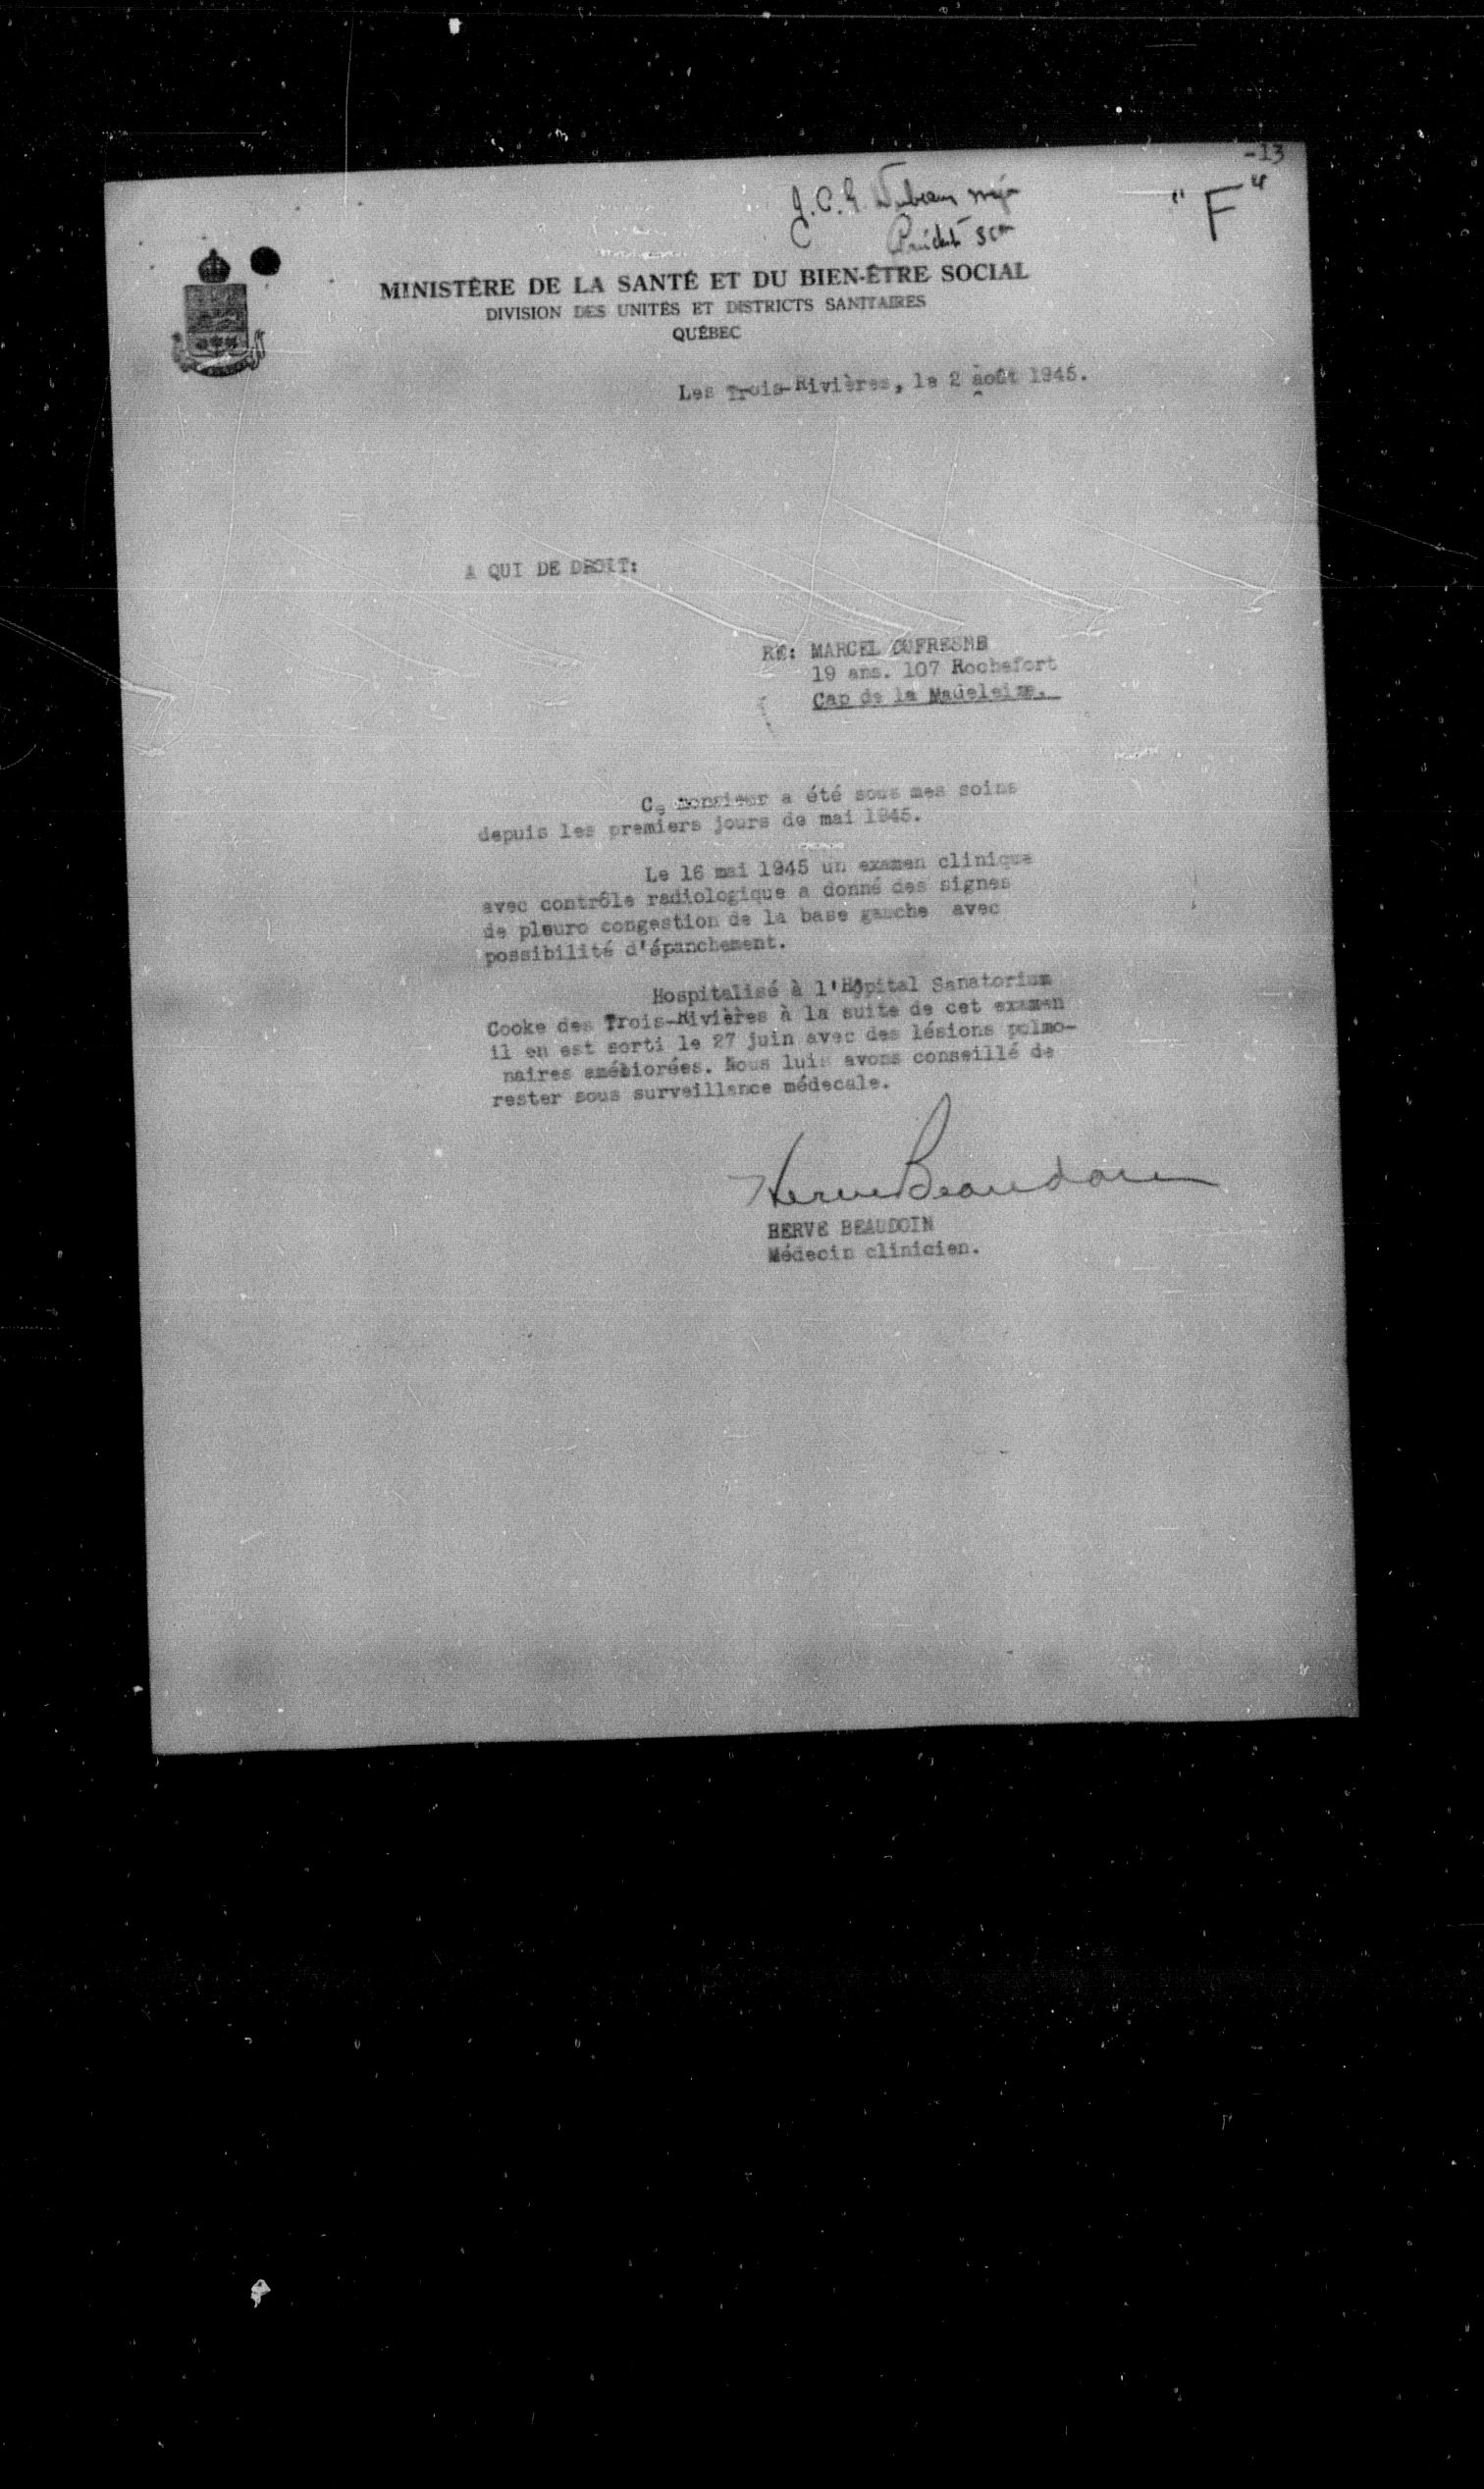 -13
"F"
J.C.E.
MINISTÈRE DE LA SANTÉ ET DU BIEN-ÊTRE SOCIAL
DIVISION DES UNITÉS ET DISTRICTS SANITAIRES
QUÉBEC
Les Trois-Rivières, le 2 août 1945.
A QUI DE DROIT:
RE: MARCEL DUFRESNE
19 ans. 107 Rochefort
Cap de la Madeleine.
Ce monsieur a été sous mes soins
depuis les premiers jours de mai 1945.
Le 16 mai 1945 un examen clinique
avec contrôle radiologique a donné des signes
de pleuro congestion de la base gauche avec
possibilité d'épanchement.
Hospitalisé à l'Hôpital Sanatorium
Cooke des Trois-Rivières à la suite de cet examen
il en est sorti le 27 juin avec des lésions pulmo-
naires améliorées. Nous luis avons conseillé de
rester sous surveillance médecale.
Herve Beaudoin
HERVE BEAUDOIN
Médecin clinicien.